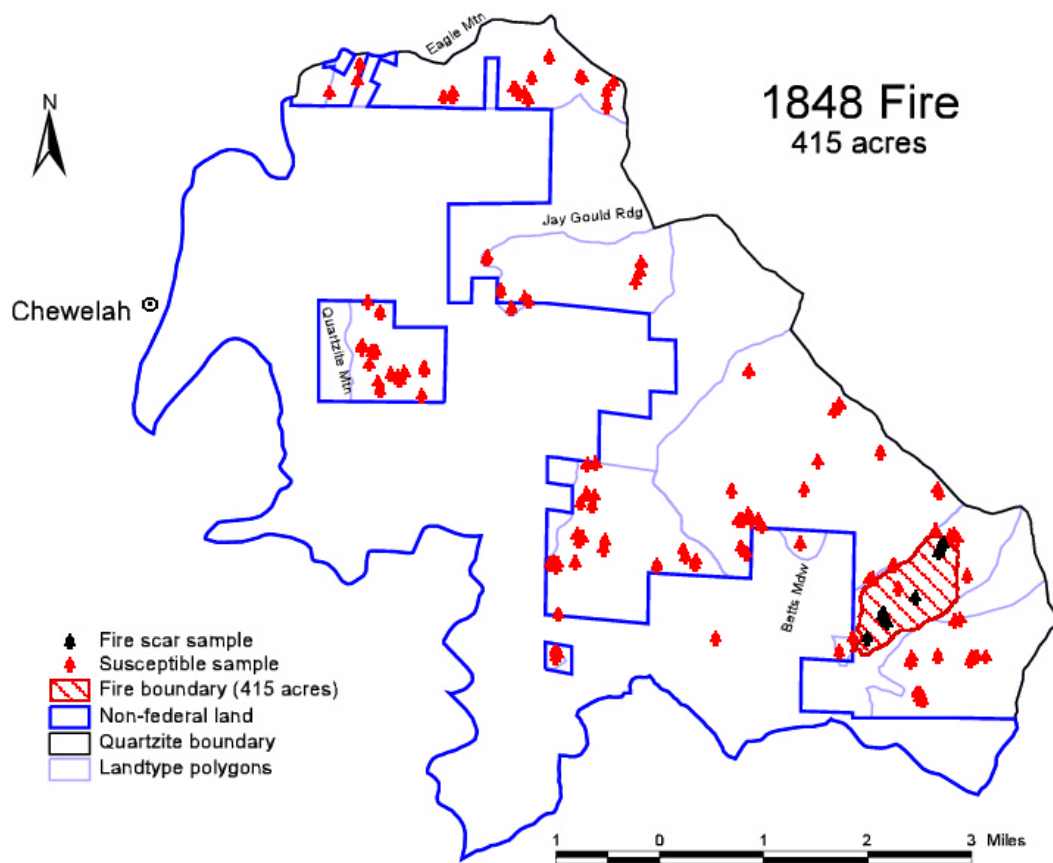 Eagle Mtn
1848 Fire
415 acres
N
Jay Gould Rdg
Chewelah
Quartzite Mtn
Betts Mdw
Fire scar sample
Susceptible sample
Fire boundary (415 acres)
Non-federal land
Quartzite boundary
Landtype polygons
1 0 1 2 3 Miles